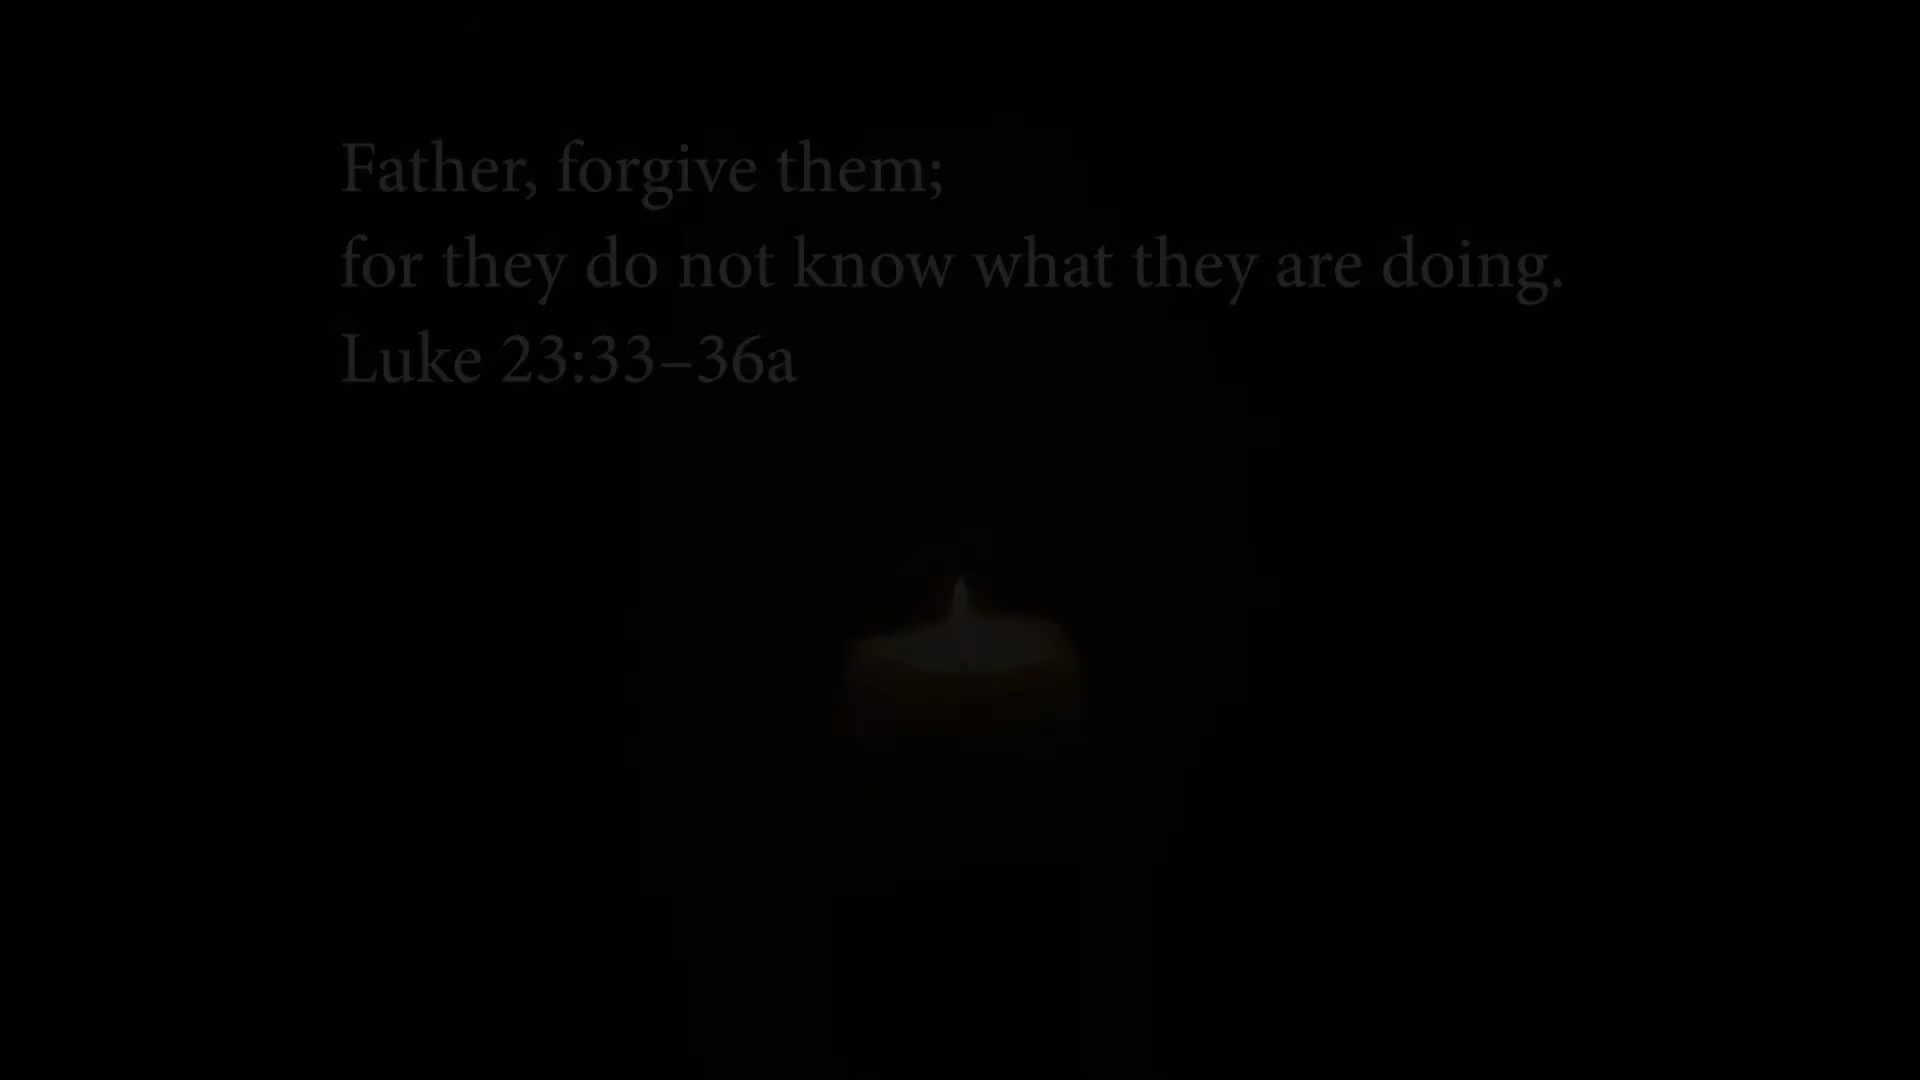 Father, forgive them;
for they do not know what they are doing.
Luke 23:33–36a